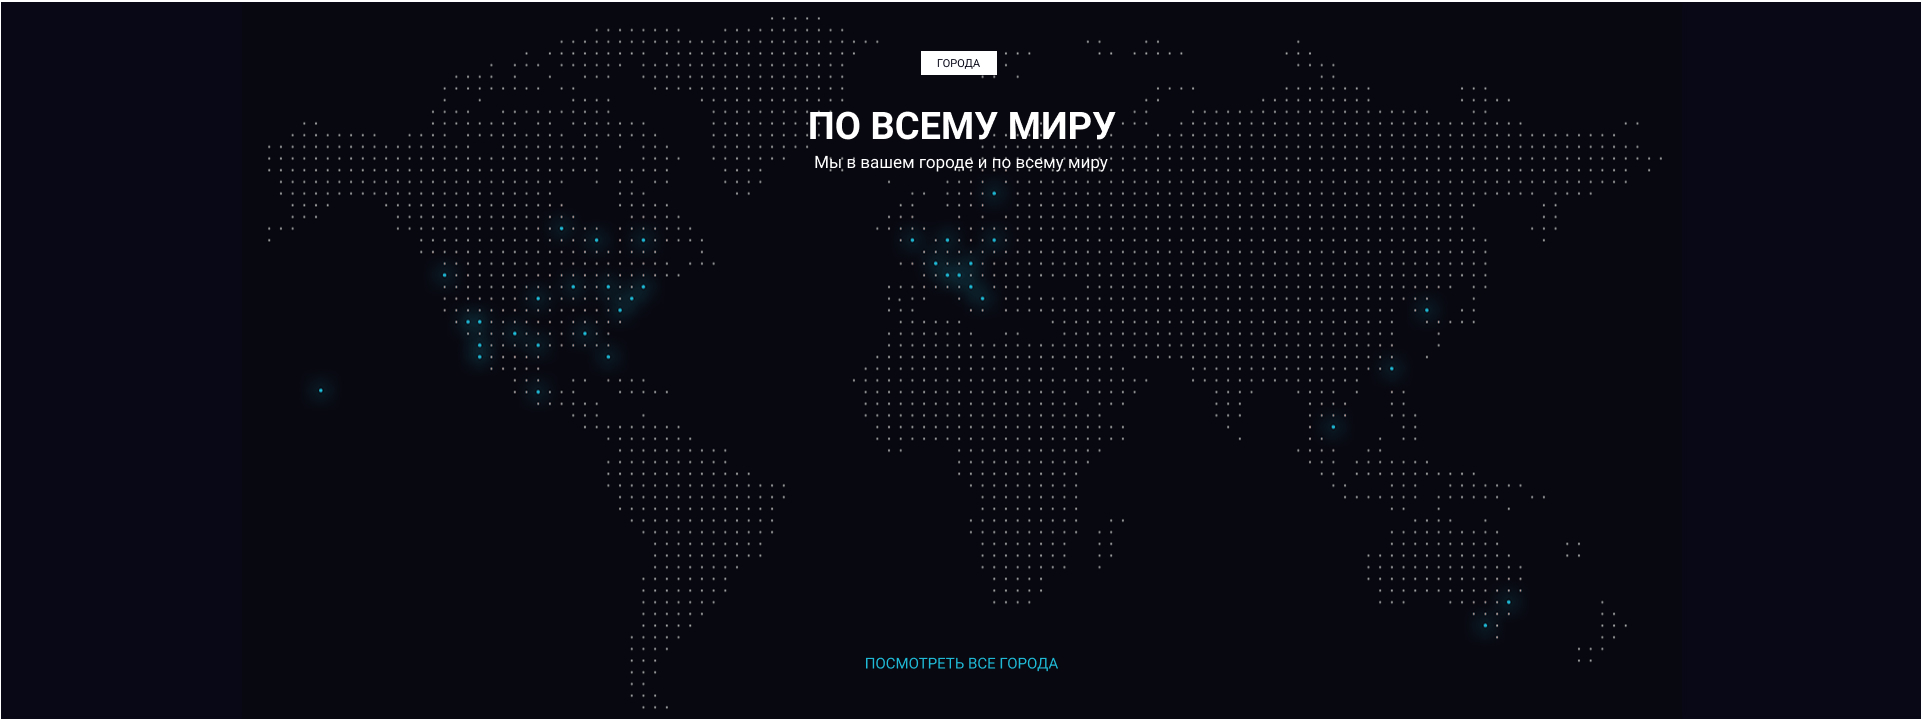 ГОРОДА
ПО ВСЕМУ МИРУ
Мы в вашем городе и по всему миру
ПОСМОТРЕТЬ ВСЕ ГОРОДА